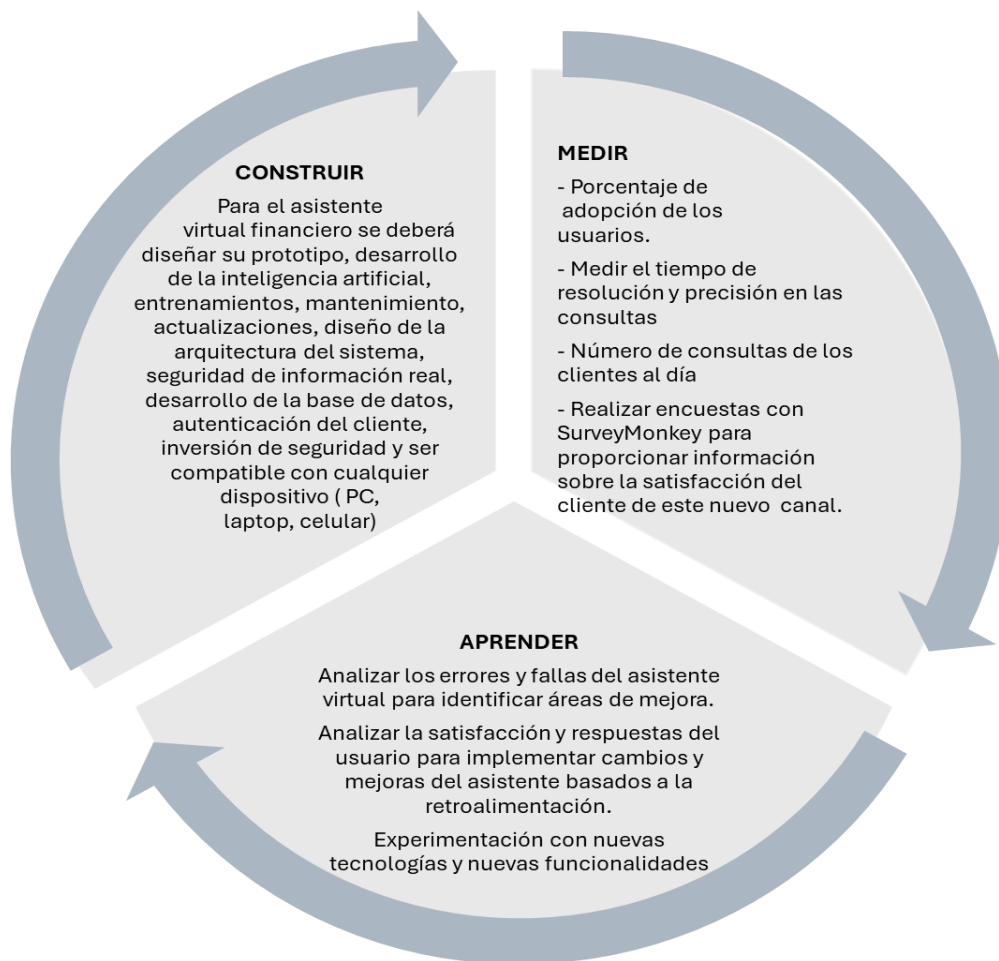 CONSTRUIR
Para el asistente
virtual financiero se deberá
diseñar su prototipo, desarrollo
de la inteligencia artificial,
entrenamientos, mantenimiento,
actualizaciones, diseño de la
arquitectura del sistema,
seguridad de información real,
desarrollo de la base de datos,
autenticación del cliente,
inversión de seguridad y ser
compatible con cualquier
dispositivo ( PC,
laptop, celular)
MEDIR
- Porcentaje de
adopción de los
usuarios.
- Medir el tiempo de
resolución y precisión en las
consultas
- Número de consultas de los
clientes al día
- Realizar encuestas con
SurveyMonkey para
proporcionar información
sobre la satisfacción del
cliente de este nuevo canal.
APRENDER
Analizar los errores y fallas del asistente
virtual para identificar áreas de mejora.
Analizar la satisfacción y respuestas del
usuario para implementar cambios y
mejoras del asistente basados a la
retroalimentación.
Experimentación con nuevas
tecnologías y nuevas funcionalidades